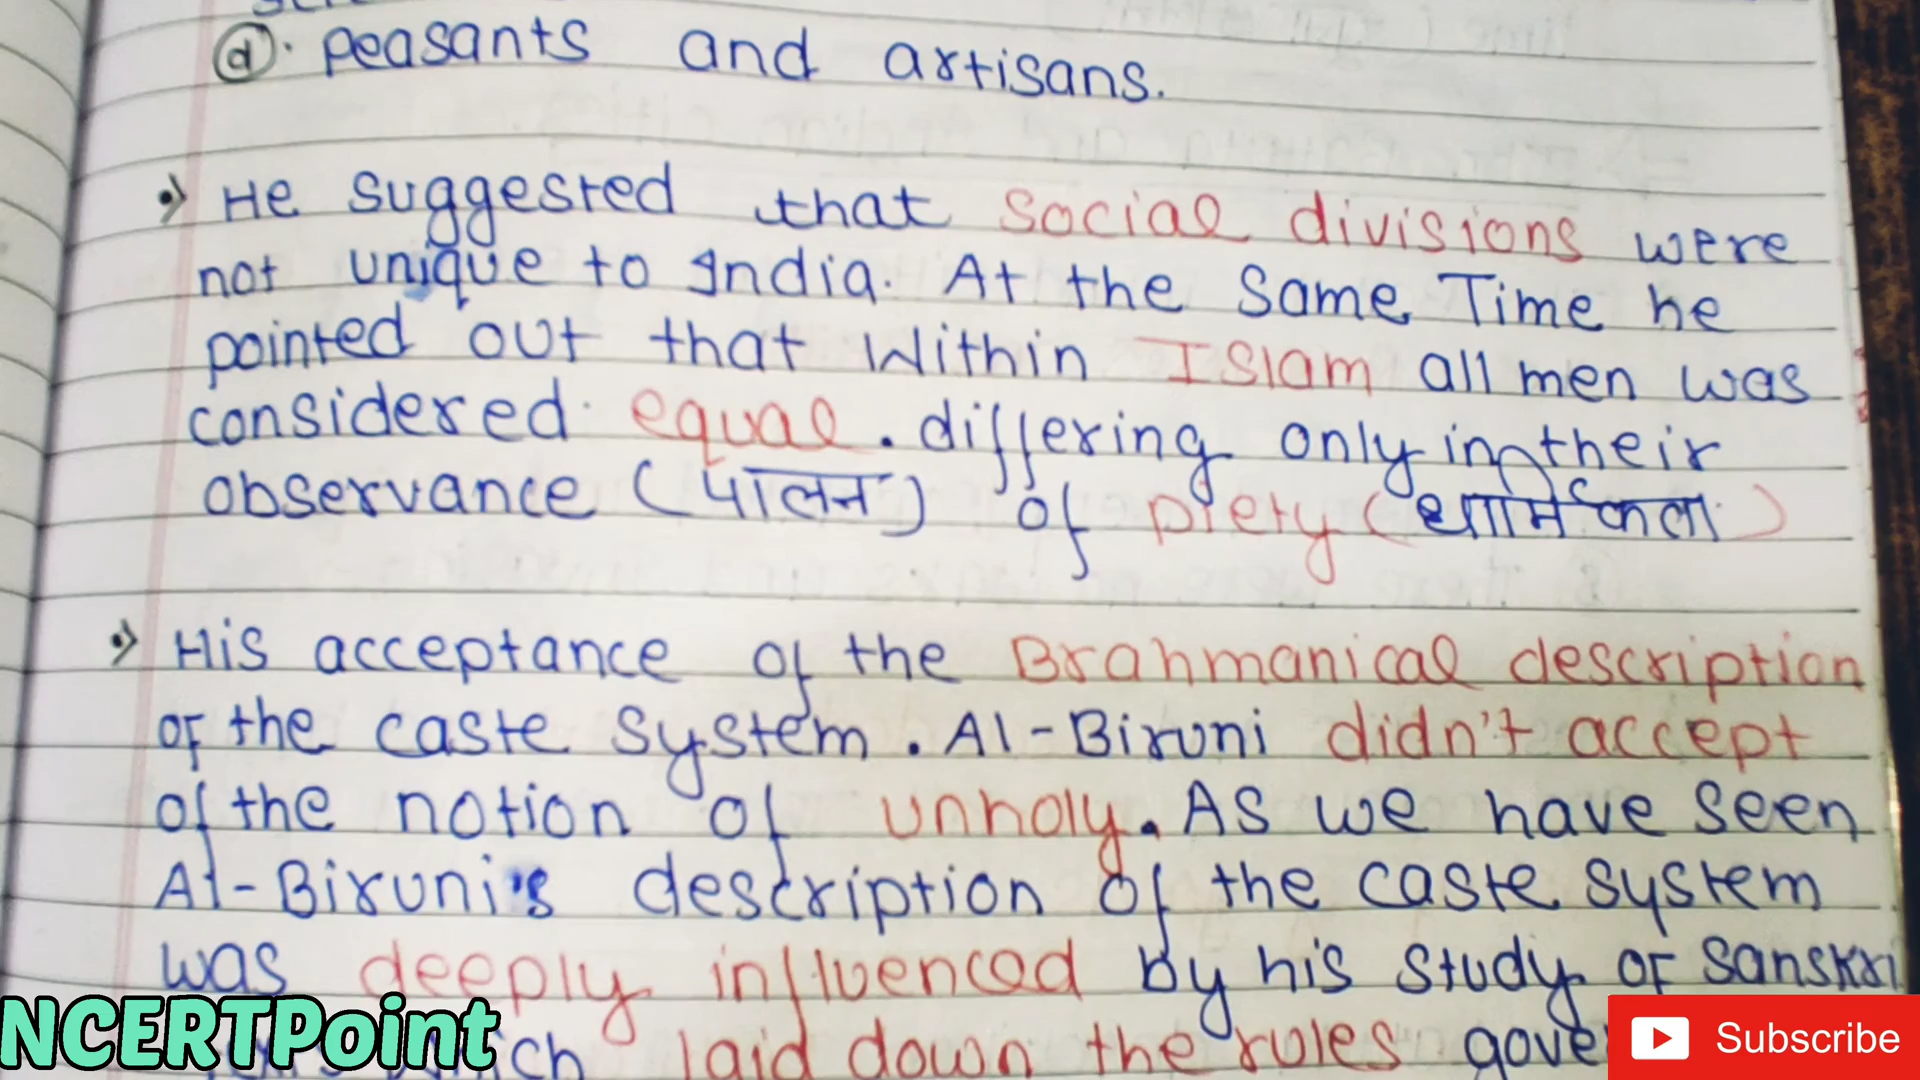 ⓓ. Peasants and artisans.
•) He suggested that social divisions were
not unique to India. At the Same Time he
pointed out that Within ISlam all men was
considered equal. differing only in their
observance (पालन) of piety (धार्मिकता)
•) His acceptance of the Brahmanical description
of the caste system. Al-Biruni didn't accept
of the notion of unholy. As we have seen
Al-Biruni's description of the caste system
was deeply influenced by his study of Sanskri
which laid down the rules gove
NCERTPoint
Subscribe